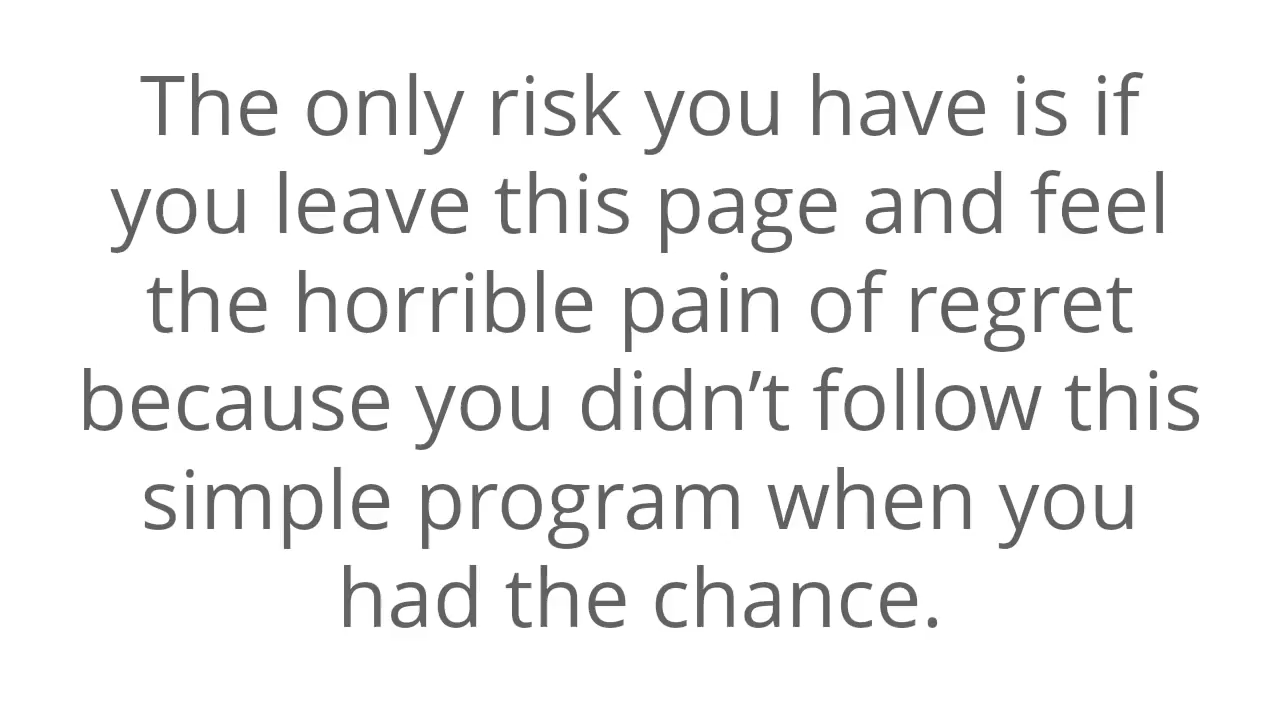 The only risk you have is if
you leave this page and feel
the horrible pain of regret
because you didn’t follow this
simple program when you
had the chance.